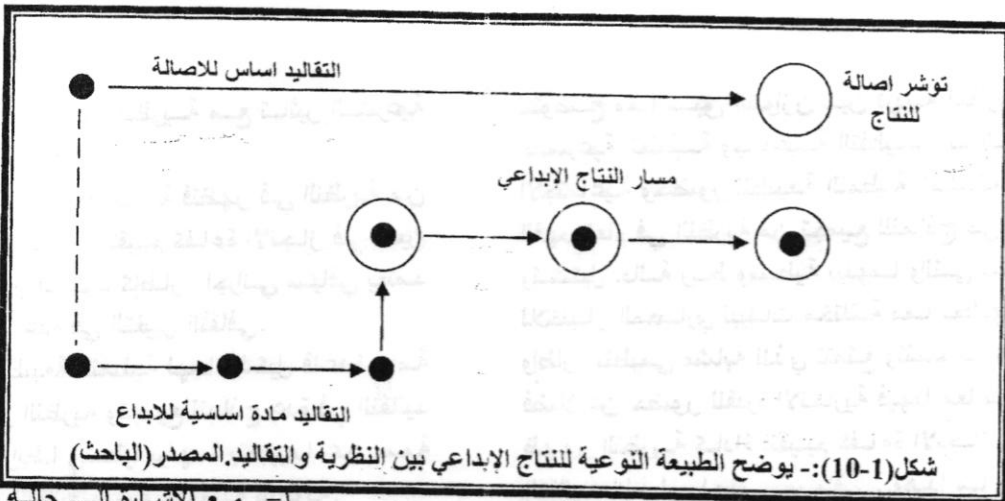 التقاليد اساس للاصالة
تؤشر اصالة
للنتاج
مسار النتاج الإبداعي
التقاليد مادة اساسية للابداع
شكل(1-10):- يوضح الطبيعة النوعية للنتاج الإبداعي بين النظرية والتقاليد.المصدر(الباحث)